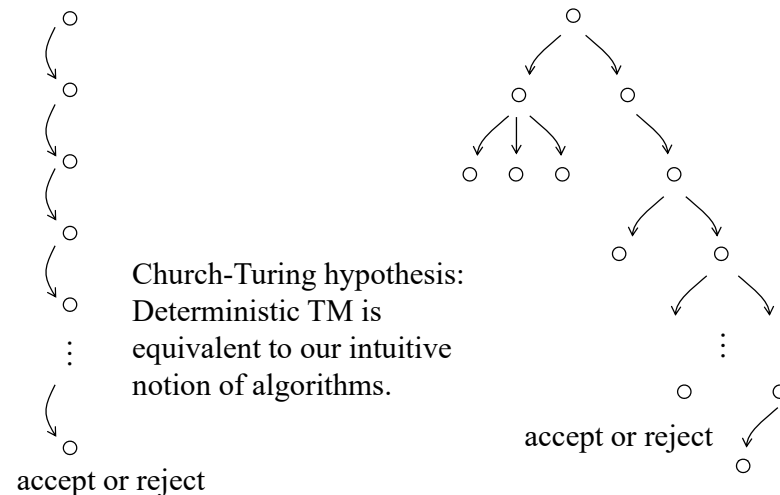 Church-Turing hypothesis:
Deterministic TM is
equivalent to our intuitive
notion of algorithms.
accept or reject
accept or reject